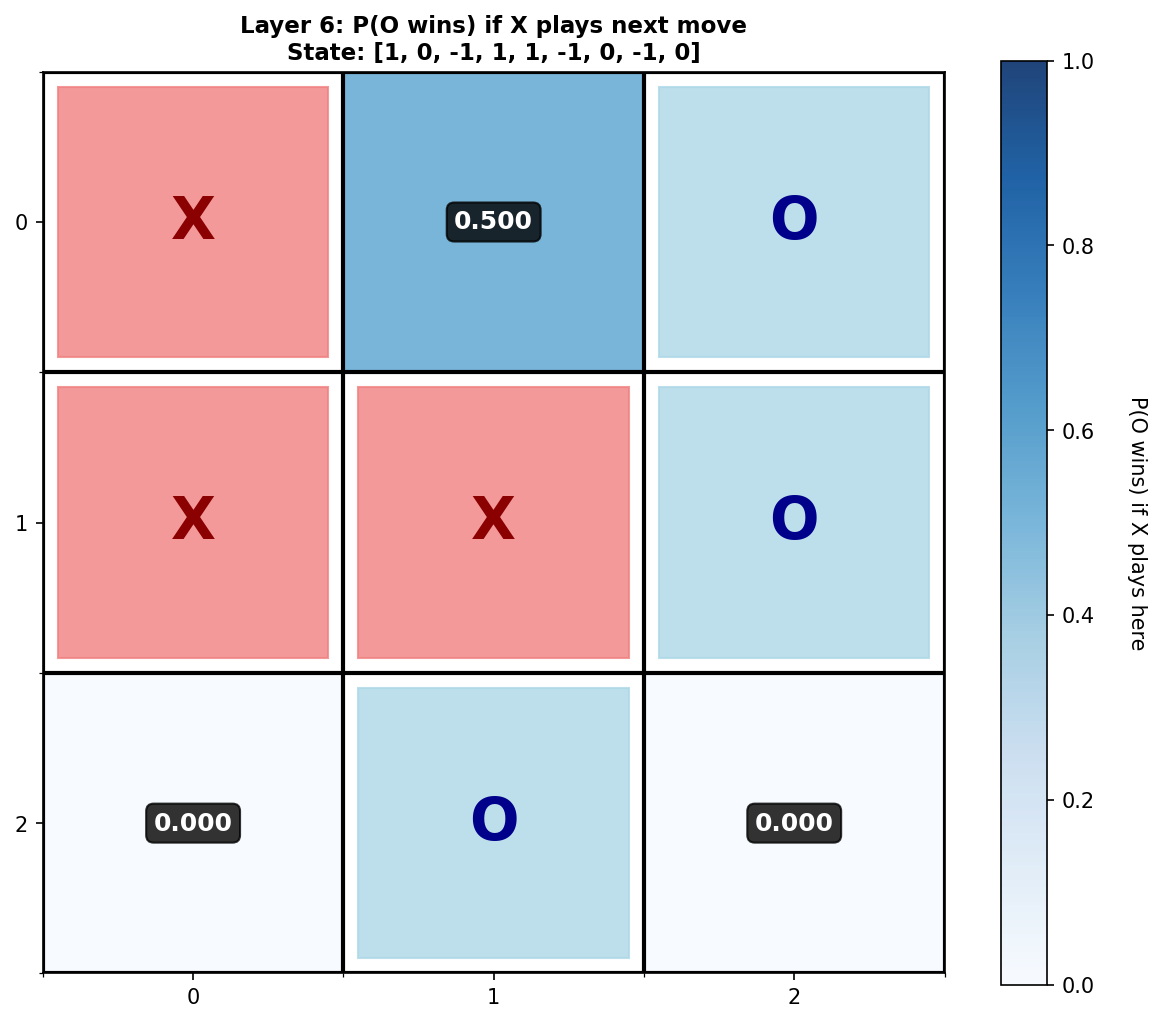 Layer 6: P(O wins) if X plays next move
State: [1, 0, -1, 1, 1, -1, 0, -1, 0]
0
X
0.500
O
1
X
X
O
2
0.000
O
0.000
0
1
2
1.0
0.8
0.6
0.4
0.2
0.0
P(O wins) if X plays here